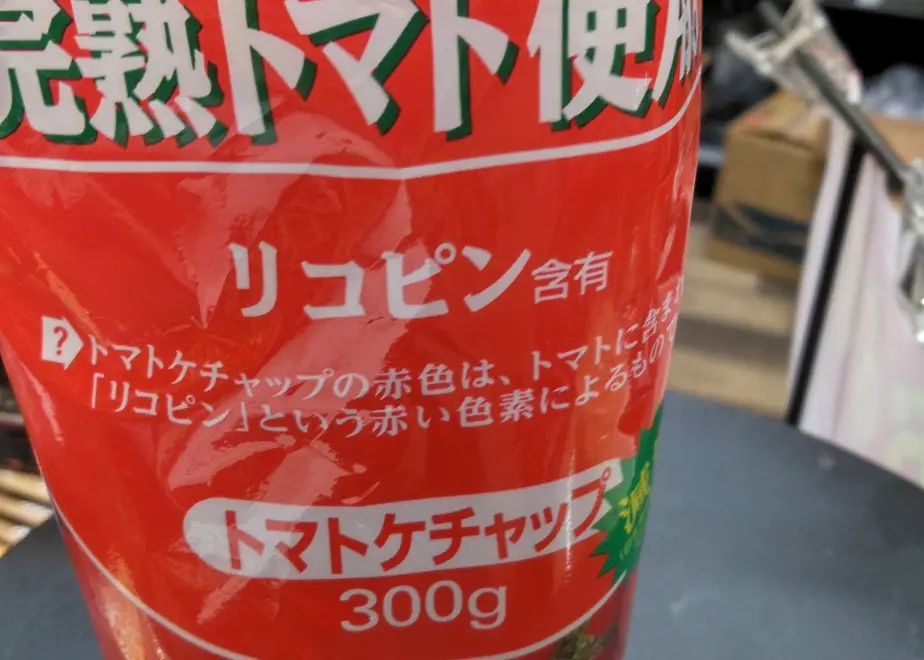 完熟トマト使用
リコピン含有
? トマトケチャップの赤色は、トマトに含ま
「リコピン」という赤い色素によるもので
トマトケチャップ
300g